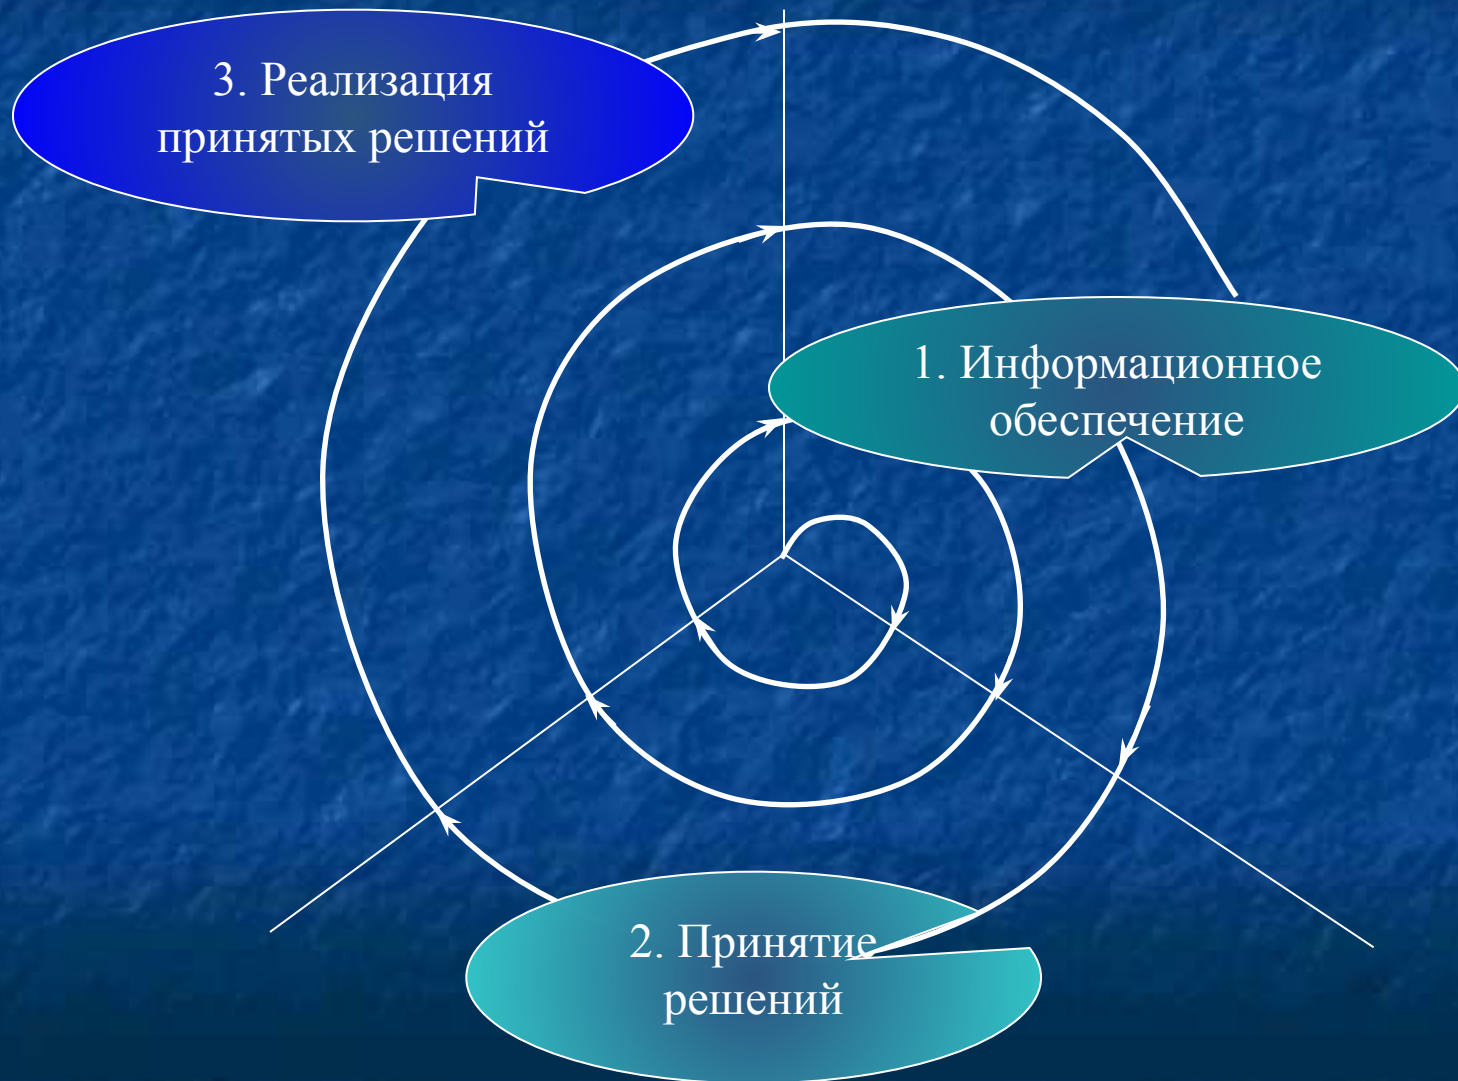 3. Реализация
принятых решений
1. Информационное
обеспечение
2. Принятие
решений